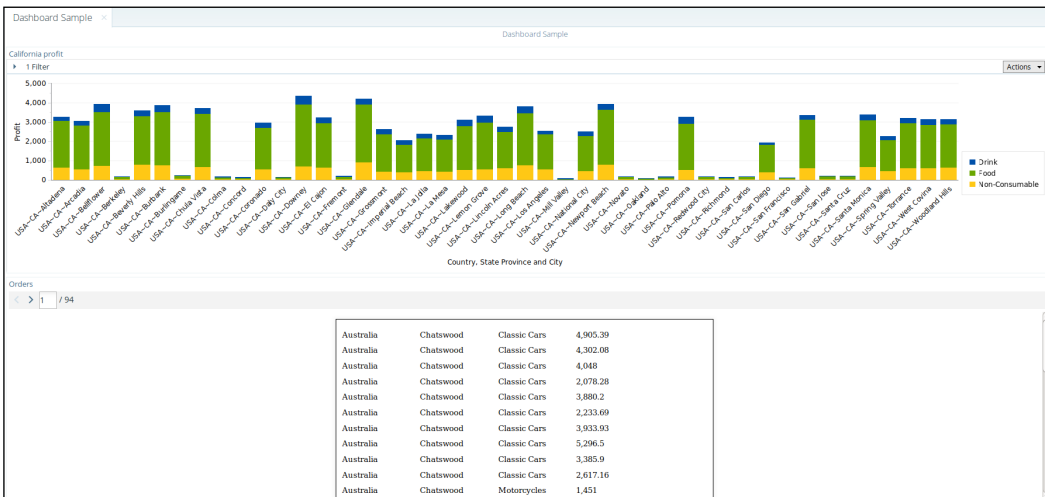 Dashboard Sample ×
Dashboard Sample
California profit
1 Filter
Actions
5,000
4,000
3,000
2,000
1,000
0
Profit
USA~CA~Altadena
USA~CA~Arcadia
USA~CA~Bellflower
USA~CA~Berkeley
USA~CA~Beverly Hills
USA~CA~Burbank
USA~CA~Burlingame
USA~CA~Chula Vista
USA~CA~Colma
USA~CA~Concord
USA~CA~Coronado
USA~CA~Daly City
USA~CA~Downey
USA~CA~El Cajon
USA~CA~Fremont
USA~CA~Glendale
USA~CA~Grossmont
USA~CA~Imperial Beach
USA~CA~La Jolla
USA~CA~La Mesa
USA~CA~Lakewood
USA~CA~Lemon Grove
USA~CA~Lincoln Acres
USA~CA~Long Beach
USA~CA~Los Angeles
USA~CA~Mill Valley
USA~CA~National City
USA~CA~Newport Beach
USA~CA~Novato
USA~CA~Oakland
USA~CA~Palo Alto
USA~CA~Pomona
USA~CA~Redwood City
USA~CA~Richmond
USA~CA~San Carlos
USA~CA~San Diego
USA~CA~San Francisco
USA~CA~San Gabriel
USA~CA~San Jose
USA~CA~Santa Cruz
USA~CA~Santa Monica
USA~CA~Spring Valley
USA~CA~Torrance
USA~CA~West Covina
USA~CA~Woodland Hills
Drink
Food
Non-Consumable
Country, State Province and City
Orders
1 / 94
Australia Chatswood Classic Cars 4,905.39
Australia Chatswood Classic Cars 4,302.08
Australia Chatswood Classic Cars 4,048
Australia Chatswood Classic Cars 2,078.28
Australia Chatswood Classic Cars 3,880.2
Australia Chatswood Classic Cars 2,233.69
Australia Chatswood Classic Cars 3,933.93
Australia Chatswood Classic Cars 5,296.5
Australia Chatswood Classic Cars 3,385.9
Australia Chatswood Classic Cars 2,617.16
Australia Chatswood Motorcycles 1,451